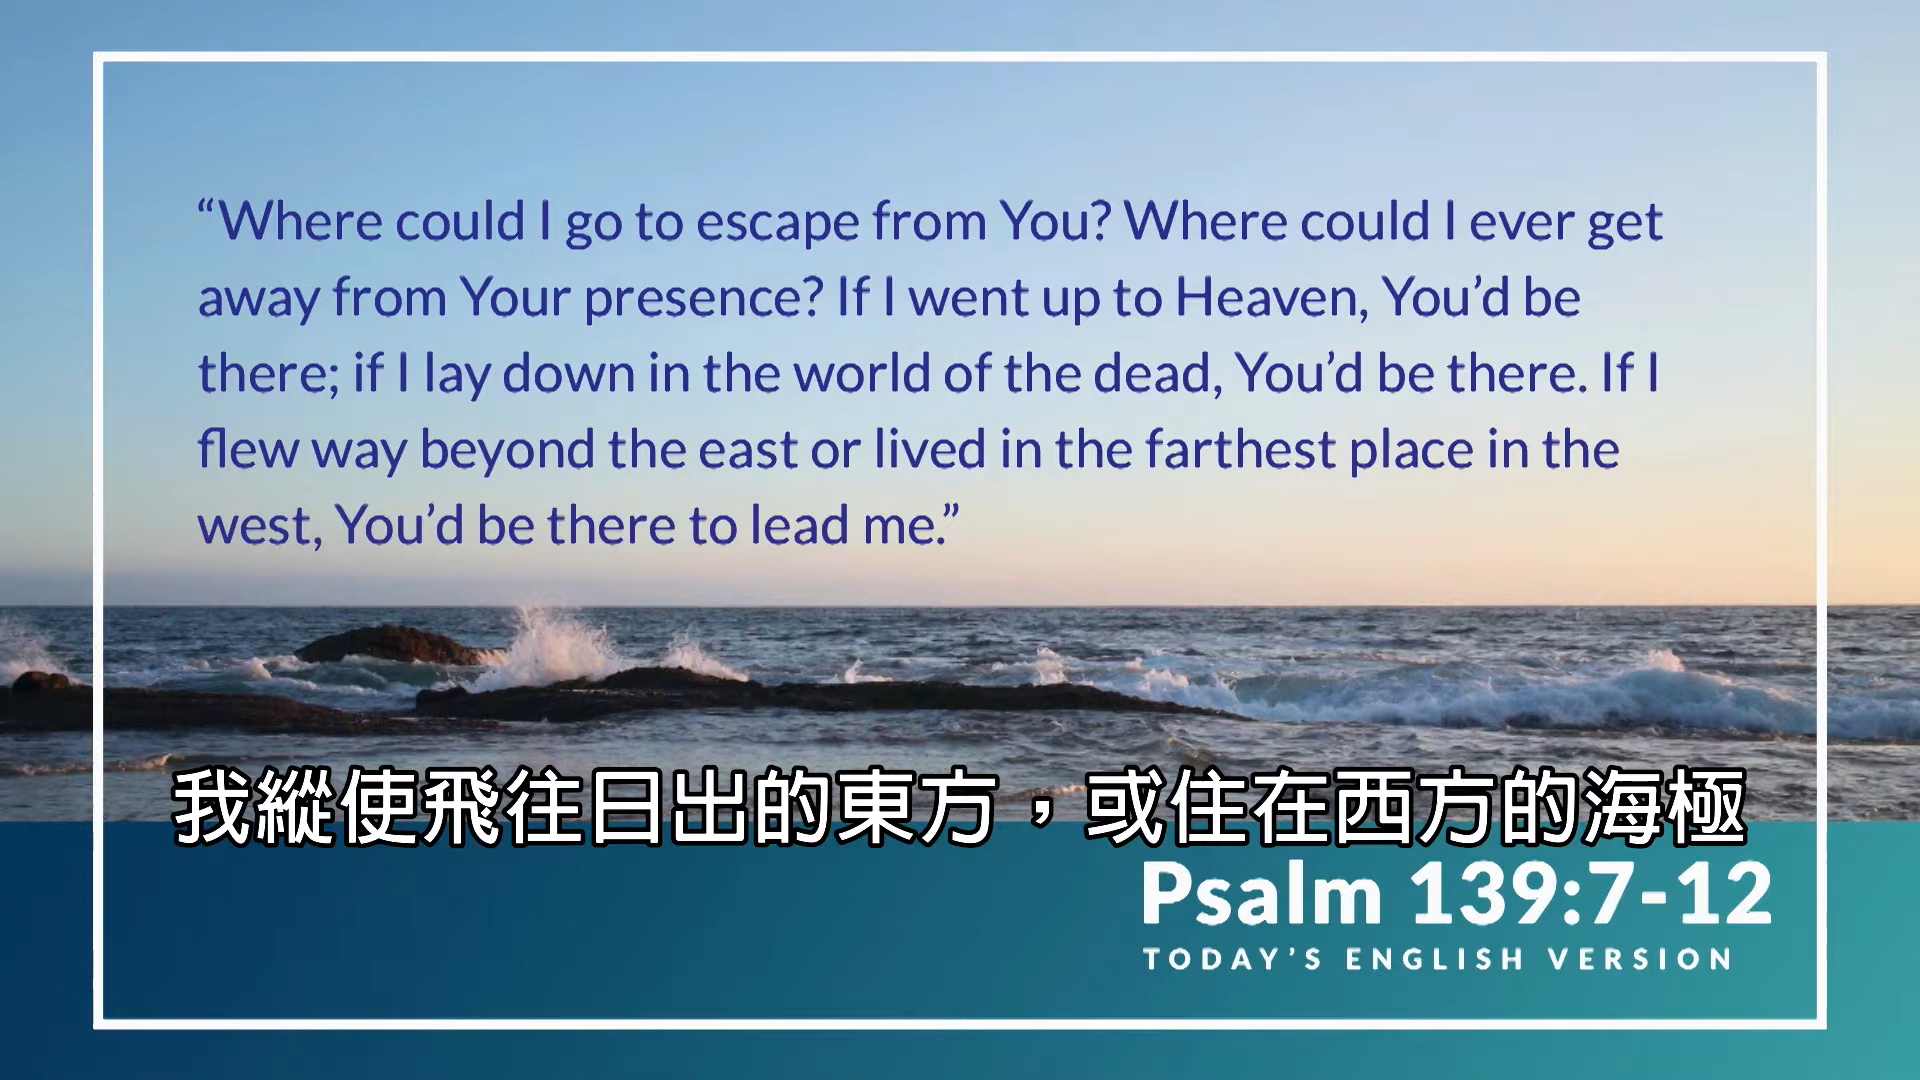 “Where could I go to escape from You? Where could I ever get
away from Your presence? If I went up to Heaven, You’d be
there; if I lay down in the world of the dead, You’d be there. If I
flew way beyond the east or lived in the farthest place in the
west, You’d be there to lead me.”
我縱使飛往日出的東方，或住在西方的海極
Psalm 139:7-12
TODAY’S ENGLISH VERSION